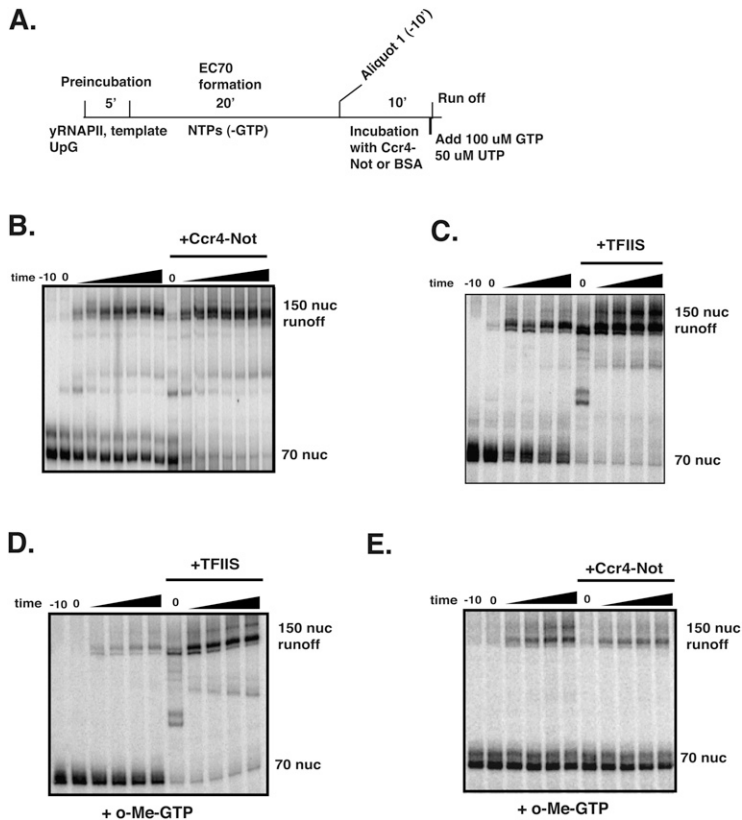 A.
Preincubation
5'
EC70
formation
20'
Aliquot 1 (-10')
10'
Run off
yRNAPII, template
UpG
NTPs (-GTP)
Incubation
with Ccr4-
Not or BSA
Add 100 uM GTP
50 uM UTP
B.
+Ccr4-Not
time -10 0
0
150 nuc
runoff
70 nuc
C.
+TFIIS
time -10 0
0
150 nuc
runoff
70 nuc
D.
+TFIIS
time -10 0
0
150 nuc
runoff
70 nuc
+ o-Me-GTP
E.
+Ccr4-Not
time -10 0
0
150 nuc
runoff
70 nuc
+ o-Me-GTP